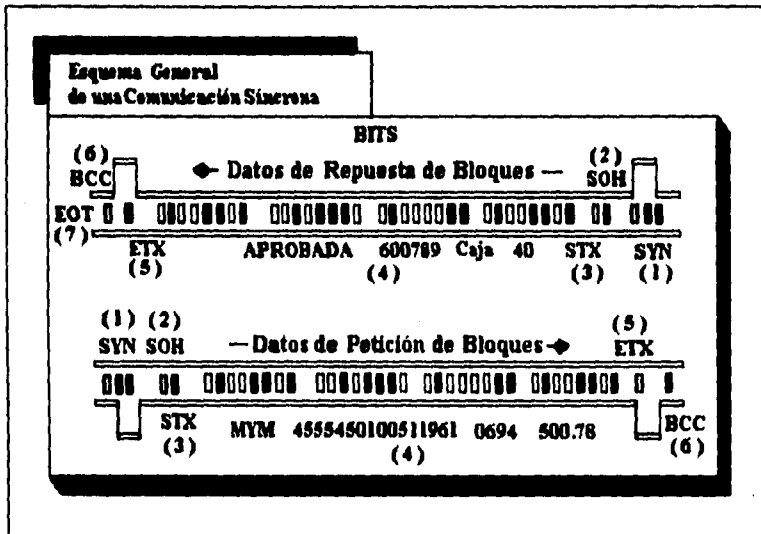 Esquema General
de una Comunicación Síncrona
BITS
(6) (2)
BCC ← Datos de Repuesta de Bloques — SOH
EOT
(7)
ETX APROBADA 600789 Caja 40 STX SYN
(5) (4) (3) (1)
(1) (2) (5)
SYN SOH — Datos de Petición de Bloques → ETX
STX MYM 4555450100511961 0694 500.78 BCC
(3) (4) (6)